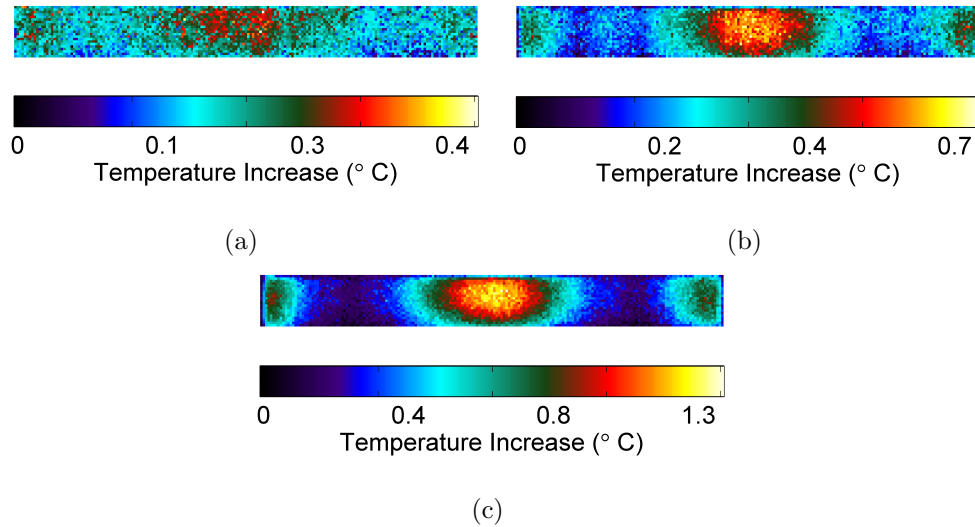 0 0.1 0.3 0.4
Temperature Increase (° C)
(a)
0 0.2 0.4 0.7
Temperature Increase (° C)
(b)
0 0.4 0.8 1.3
Temperature Increase (° C)
(c)